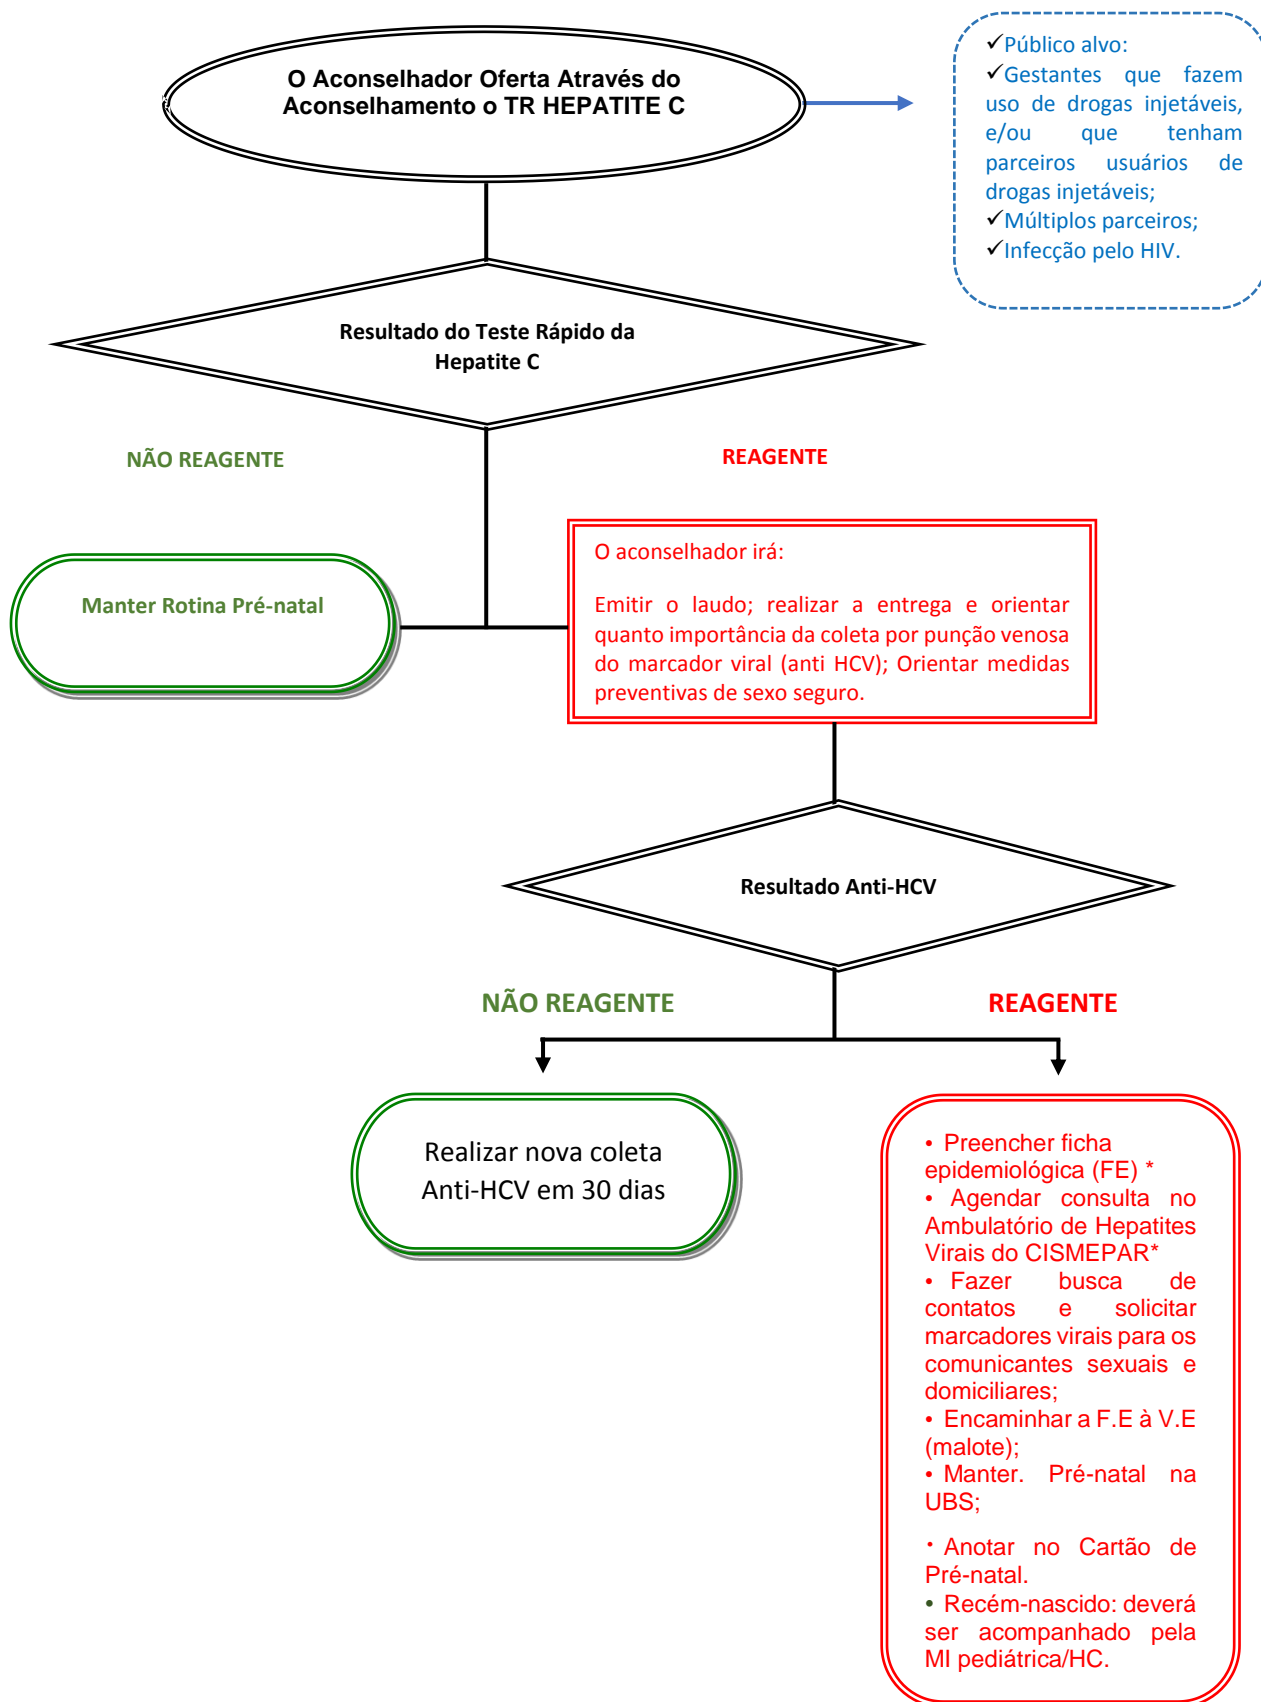 O Aconselhador Oferta Através do
Aconselhamento o TR HEPATITE C
✓Público alvo:
✓Gestantes que fazem
uso de drogas injetáveis,
e/ou que tenham
parceiros usuários de
drogas injetáveis;
✓Múltiplos parceiros;
✓Infecção pelo HIV.
Resultado do Teste Rápido da
Hepatite C
NÃO REAGENTE
REAGENTE
Manter Rotina Pré-natal
O aconselhador irá:
Emitir o laudo; realizar a entrega e orientar
quanto importância da coleta por punção venosa
do marcador viral (anti HCV); Orientar medidas
preventivas de sexo seguro.
Resultado Anti-HCV
NÃO REAGENTE
REAGENTE
Realizar nova coleta
Anti-HCV em 30 dias
• Preencher ficha
epidemiológica (FE) *
• Agendar consulta no
Ambulatório de Hepatites
Virais do CISMEPAR*
• Fazer busca de
contatos e solicitar
marcadores virais para os
comunicantes sexuais e
domiciliares;
• Encaminhar a F.E à V.E
(malote);
• Manter. Pré-natal na
UBS;
• Anotar no Cartão de
Pré-natal.
• Recém-nascido: deverá
ser acompanhado pela
MI pediátrica/HC.